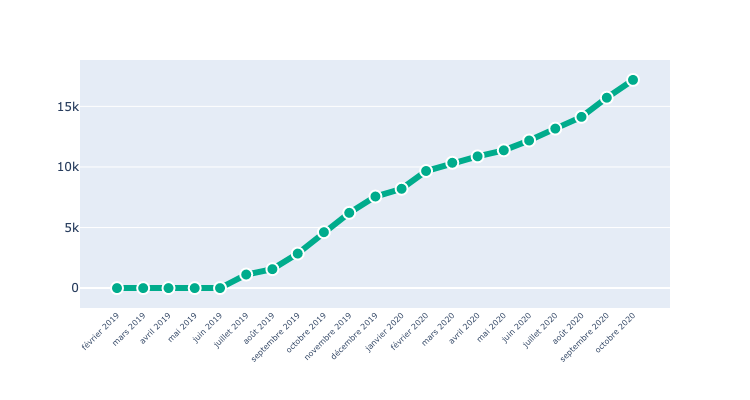 15k
10k
5k
0
février 2019
mars 2019
avril 2019
mai 2019
juin 2019
juillet 2019
août 2019
septembre 2019
octobre 2019
novembre 2019
décembre 2019
janvier 2020
février 2020
mars 2020
avril 2020
mai 2020
juin 2020
juillet 2020
août 2020
septembre 2020
octobre 2020